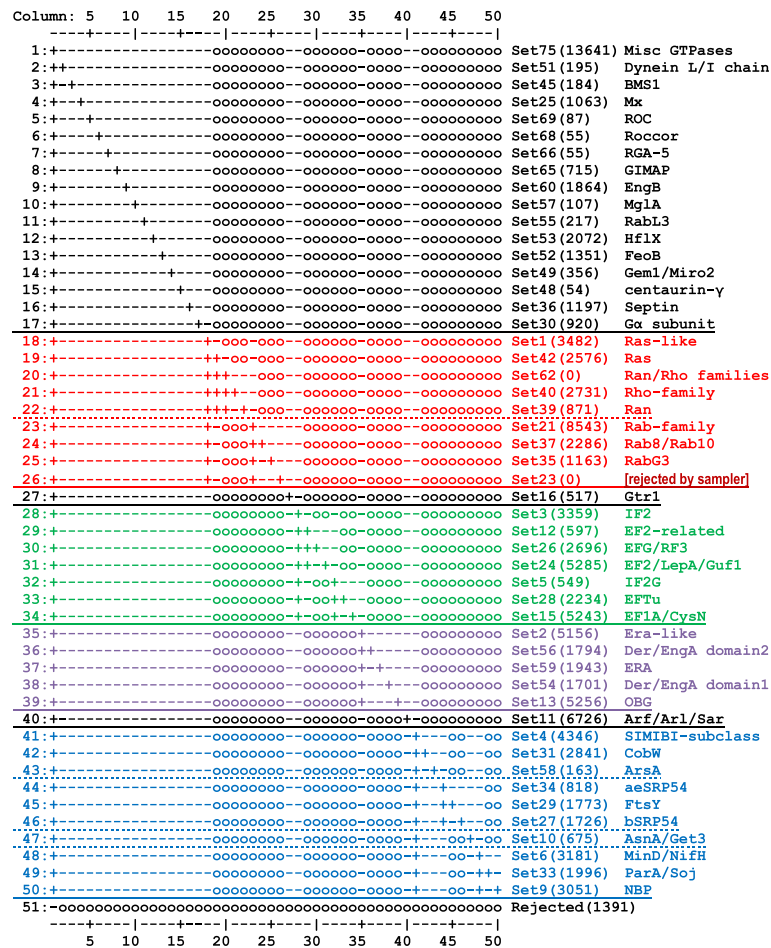 Column:  5   10   15   20   25   30   35   40   45   50
----|----+----|----+----|----+----|----+----|----+
1:+-----------------oooooooo--oooooo-oooo--ooooooooo Set75(13641) Misc GTPases
2:++----------------oooooooo--oooooo-oooo--ooooooooo Set51(195) Dynein L/I chain
3:+-+---------------oooooooo--oooooo-oooo--ooooooooo Set45(184) BMS1
4:+--+--------------oooooooo--oooooo-oooo--ooooooooo Set25(1063) Mx
5:+---+-------------oooooooo--oooooo-oooo--ooooooooo Set69(87) ROC
6:+----+------------oooooooo--oooooo-oooo--ooooooooo Set68(55) Roccor
7:+-----+-----------oooooooo--oooooo-oooo--ooooooooo Set66(55) RGA-5
8:+------+----------oooooooo--oooooo-oooo--ooooooooo Set65(715) GIMAP
9:+-------+---------oooooooo--oooooo-oooo--ooooooooo Set60(1864) EngB
10:+--------+--------oooooooo--oooooo-oooo--ooooooooo Set57(107) MglA
11:+---------+-------oooooooo--oooooo-oooo--ooooooooo Set55(217) RabL3
12:+----------+------oooooooo--oooooo-oooo--ooooooooo Set53(2072) HflX
13:+-----------+-----oooooooo--oooooo-oooo--ooooooooo Set52(1351) FeoB
14:+------------+----oooooooo--oooooo-oooo--ooooooooo Set49(356) Gem1/Miro2
15:+-------------+---oooooooo--oooooo-oooo--ooooooooo Set48(54) centaurin-γ
16:+--------------+--oooooooo--oooooo-oooo--ooooooooo Set36(1197) Septin
17:+---------------+-oooooooo--oooooo-oooo--ooooooooo Set30(920) Gα subunit
18:+----------------+-ooo-ooo--oooooo-oooo--ooooooooo Set1(3482) Ras-like
19:+----------------++-oo-ooo--oooooo-oooo--ooooooooo Set42(2576) Ras
20:+----------------+++---ooo--oooooo-oooo--ooooooooo Set62(0) Ran/Rho families
21:+----------------++++--ooo--oooooo-oooo--ooooooooo Set40(2731) Rho-family
22:+----------------+++-+-ooo--oooooo-oooo--ooooooooo Set39(871) Ran
23:+----------------+-ooo+-----oooooo-oooo--ooooooooo Set21(8543) Rab-family
24:+----------------+-ooo++----oooooo-oooo--ooooooooo Set37(2286) Rab8/Rab10
25:+----------------+-ooo+-+---oooooo-oooo--ooooooooo Set35(1163) RabG3
26:+----------------+-ooo+--+--oooooo-oooo--ooooooooo Set23(0) [rejected by sampler]
27:+-----------------oooooooo+-oooooo-oooo--ooooooooo Set16(517) Gtr1
28:+-----------------oooooooo-+-oo-oo-oooo--ooooooooo Set3(3359) IF2
29:+-----------------oooooooo-++---oo-oooo--ooooooooo Set12(597) EF2-related
30:+-----------------oooooooo-+++--oo-oooo--ooooooooo Set26(2696) EFG/RF3
31:+-----------------oooooooo-++-+-oo-oooo--ooooooooo Set24(5285) EF2/LepA/Guf1
32:+-----------------oooooooo-+-oo+---oooo--ooooooooo Set5(549) IF2G
33:+-----------------oooooooo-+-oo++--oooo--ooooooooo Set28(2234) EFTu
34:+-----------------oooooooo-+-oo+-+-oooo--ooooooooo Set15(5243) EF1A/CysN
35:+-----------------oooooooo--oooooo+------ooooooooo Set2(5156) Era-like
36:+-----------------oooooooo--oooooo++-----ooooooooo Set56(1794) Der/EngA domain2
37:+-----------------oooooooo--oooooo+-+----ooooooooo Set59(1943) ERA
38:+-----------------oooooooo--oooooo+--+---ooooooooo Set54(1701) Der/EngA domain1
39:+-----------------oooooooo--oooooo+---+--ooooooooo Set13(5256) OBG
40:+-----------------oooooooo--oooooo-oooo+-ooooooooo Set11(6726) Arf/Arl/Sar
41:+-----------------oooooooo--oooooo-oooo-+---oo--oo Set4(4346) SIMIBI-subclass
42:+-----------------oooooooo--oooooo-oooo-++--oo--oo Set31(2841) CobW
43:+-----------------oooooooo--oooooo-oooo-+-+-oo--oo Set58(163) ArsA
44:+-----------------oooooooo--oooooo-oooo-+--+----oo Set34(818) aeSRP54
45:+-----------------oooooooo--oooooo-oooo-+--++---oo Set29(1773) FtsY
46:+-----------------oooooooo--oooooo-oooo-+--+-+--oo Set27(1726) bSRP54
47:+-----------------oooooooo--oooooo-oooo-+---oo+-oo Set10(675) AsnA/Get3
48:+-----------------oooooooo--oooooo-oooo-+---oo-+-- Set6(3181) MinD/NifH
49:+-----------------oooooooo--oooooo-oooo-+---oo-++- Set33(1996) ParA/Soj
50:+-----------------oooooooo--oooooo-oooo-+---oo-+-+ Set9(3051) NBP
51:-ooooooooooooooooooooooooooooooooooooooooooooooooo Rejected(1391)
----|----+----|----+----|----+----|----+----|----+
5   10   15   20   25   30   35   40   45   50